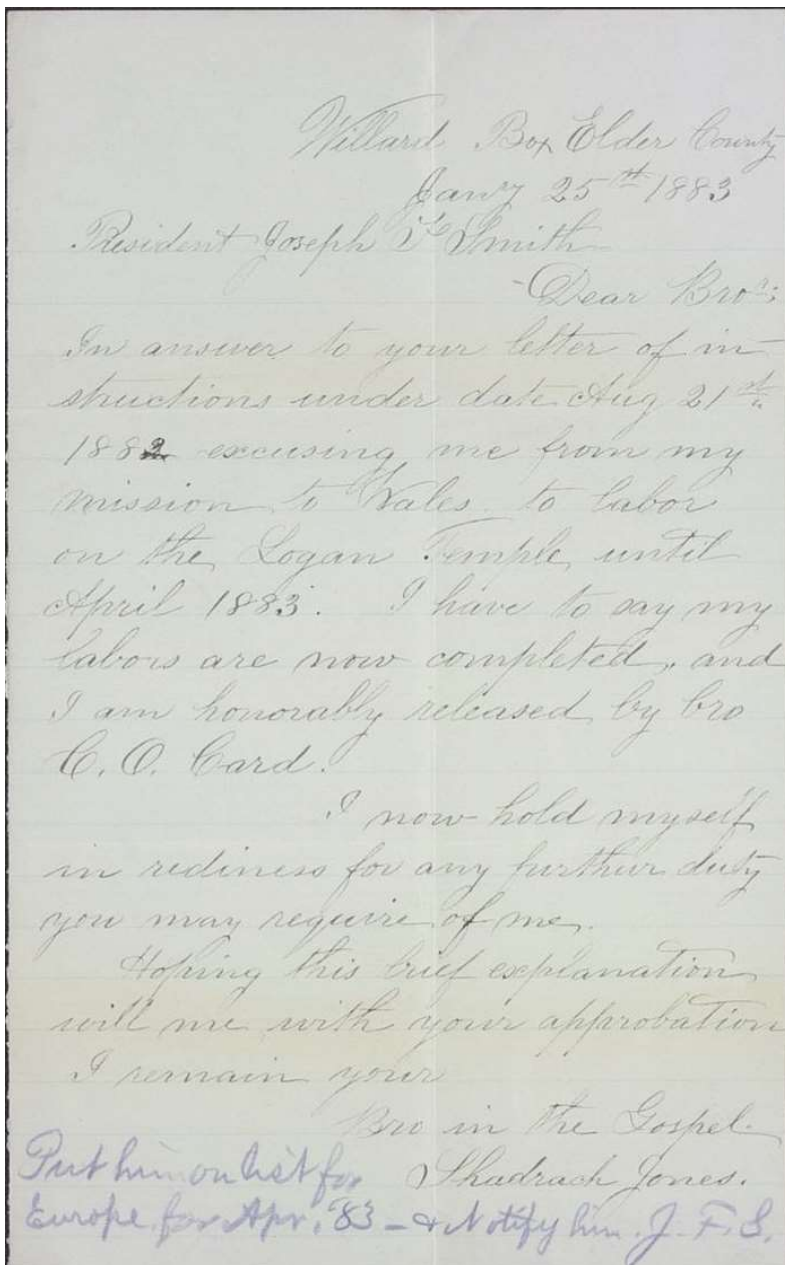 Willard Box Elder County
Jany 25th 1883
President Joseph F Smith
Dear Bro:
In answer to your letter of in-
structions under date Aug 21st
1882 excusing me from my
mission to Wales to labor
on the Logan Temple, until
April 1883. I have to say my
labors are now completed, and
I am honorably released by bro
C. O. Card.
I now hold myself
in rediness for any furthur duty
you may require of me.
Hoping this brief explanation
will me with your approbation
I remain your
Bro in the Gospel.
Shadrach Jones.
Put him on list for
Europe for Apr. '83 - & Notify him. J. F. S.